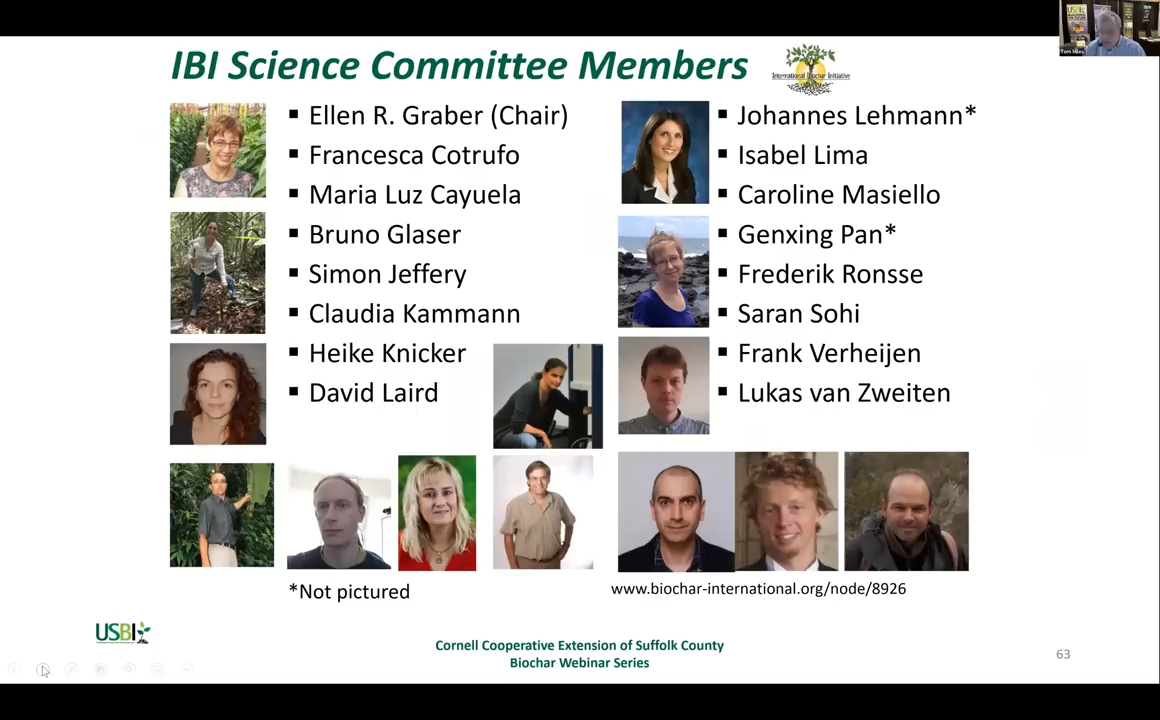 IBI Science Committee Members
International Biochar Initiative
Tom Miles
▪ Ellen R. Graber (Chair)
▪ Francesca Cotrufo
▪ Maria Luz Cayuela
▪ Bruno Glaser
▪ Simon Jeffery
▪ Claudia Kammann
▪ Heike Knicker
▪ David Laird
▪ Johannes Lehmann*
▪ Isabel Lima
▪ Caroline Masiello
▪ Genxing Pan*
▪ Frederik Ronsse
▪ Saran Sohi
▪ Frank Verheijen
▪ Lukas van Zweiten
*Not pictured
www.biochar-international.org/node/8926
USBI
Cornell Cooperative Extension of Suffolk County
Biochar Webinar Series
63